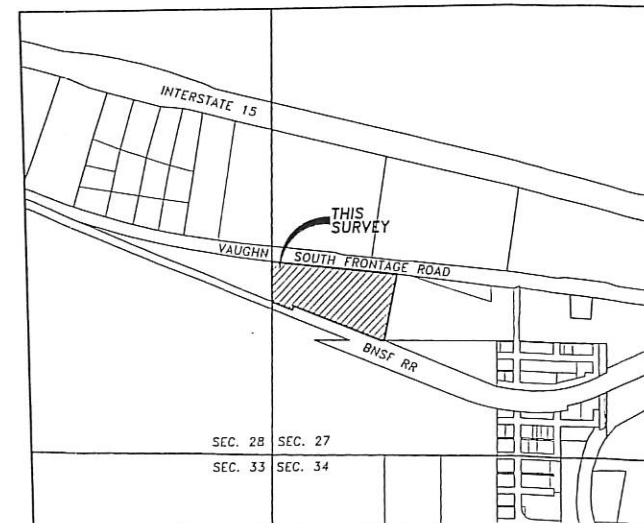 INTERSTATE 15
THIS
SURVEY
VAUGHN SOUTH FRONTAGE ROAD
BNSF RR
SEC. 28 SEC. 27
SEC. 33 SEC. 34